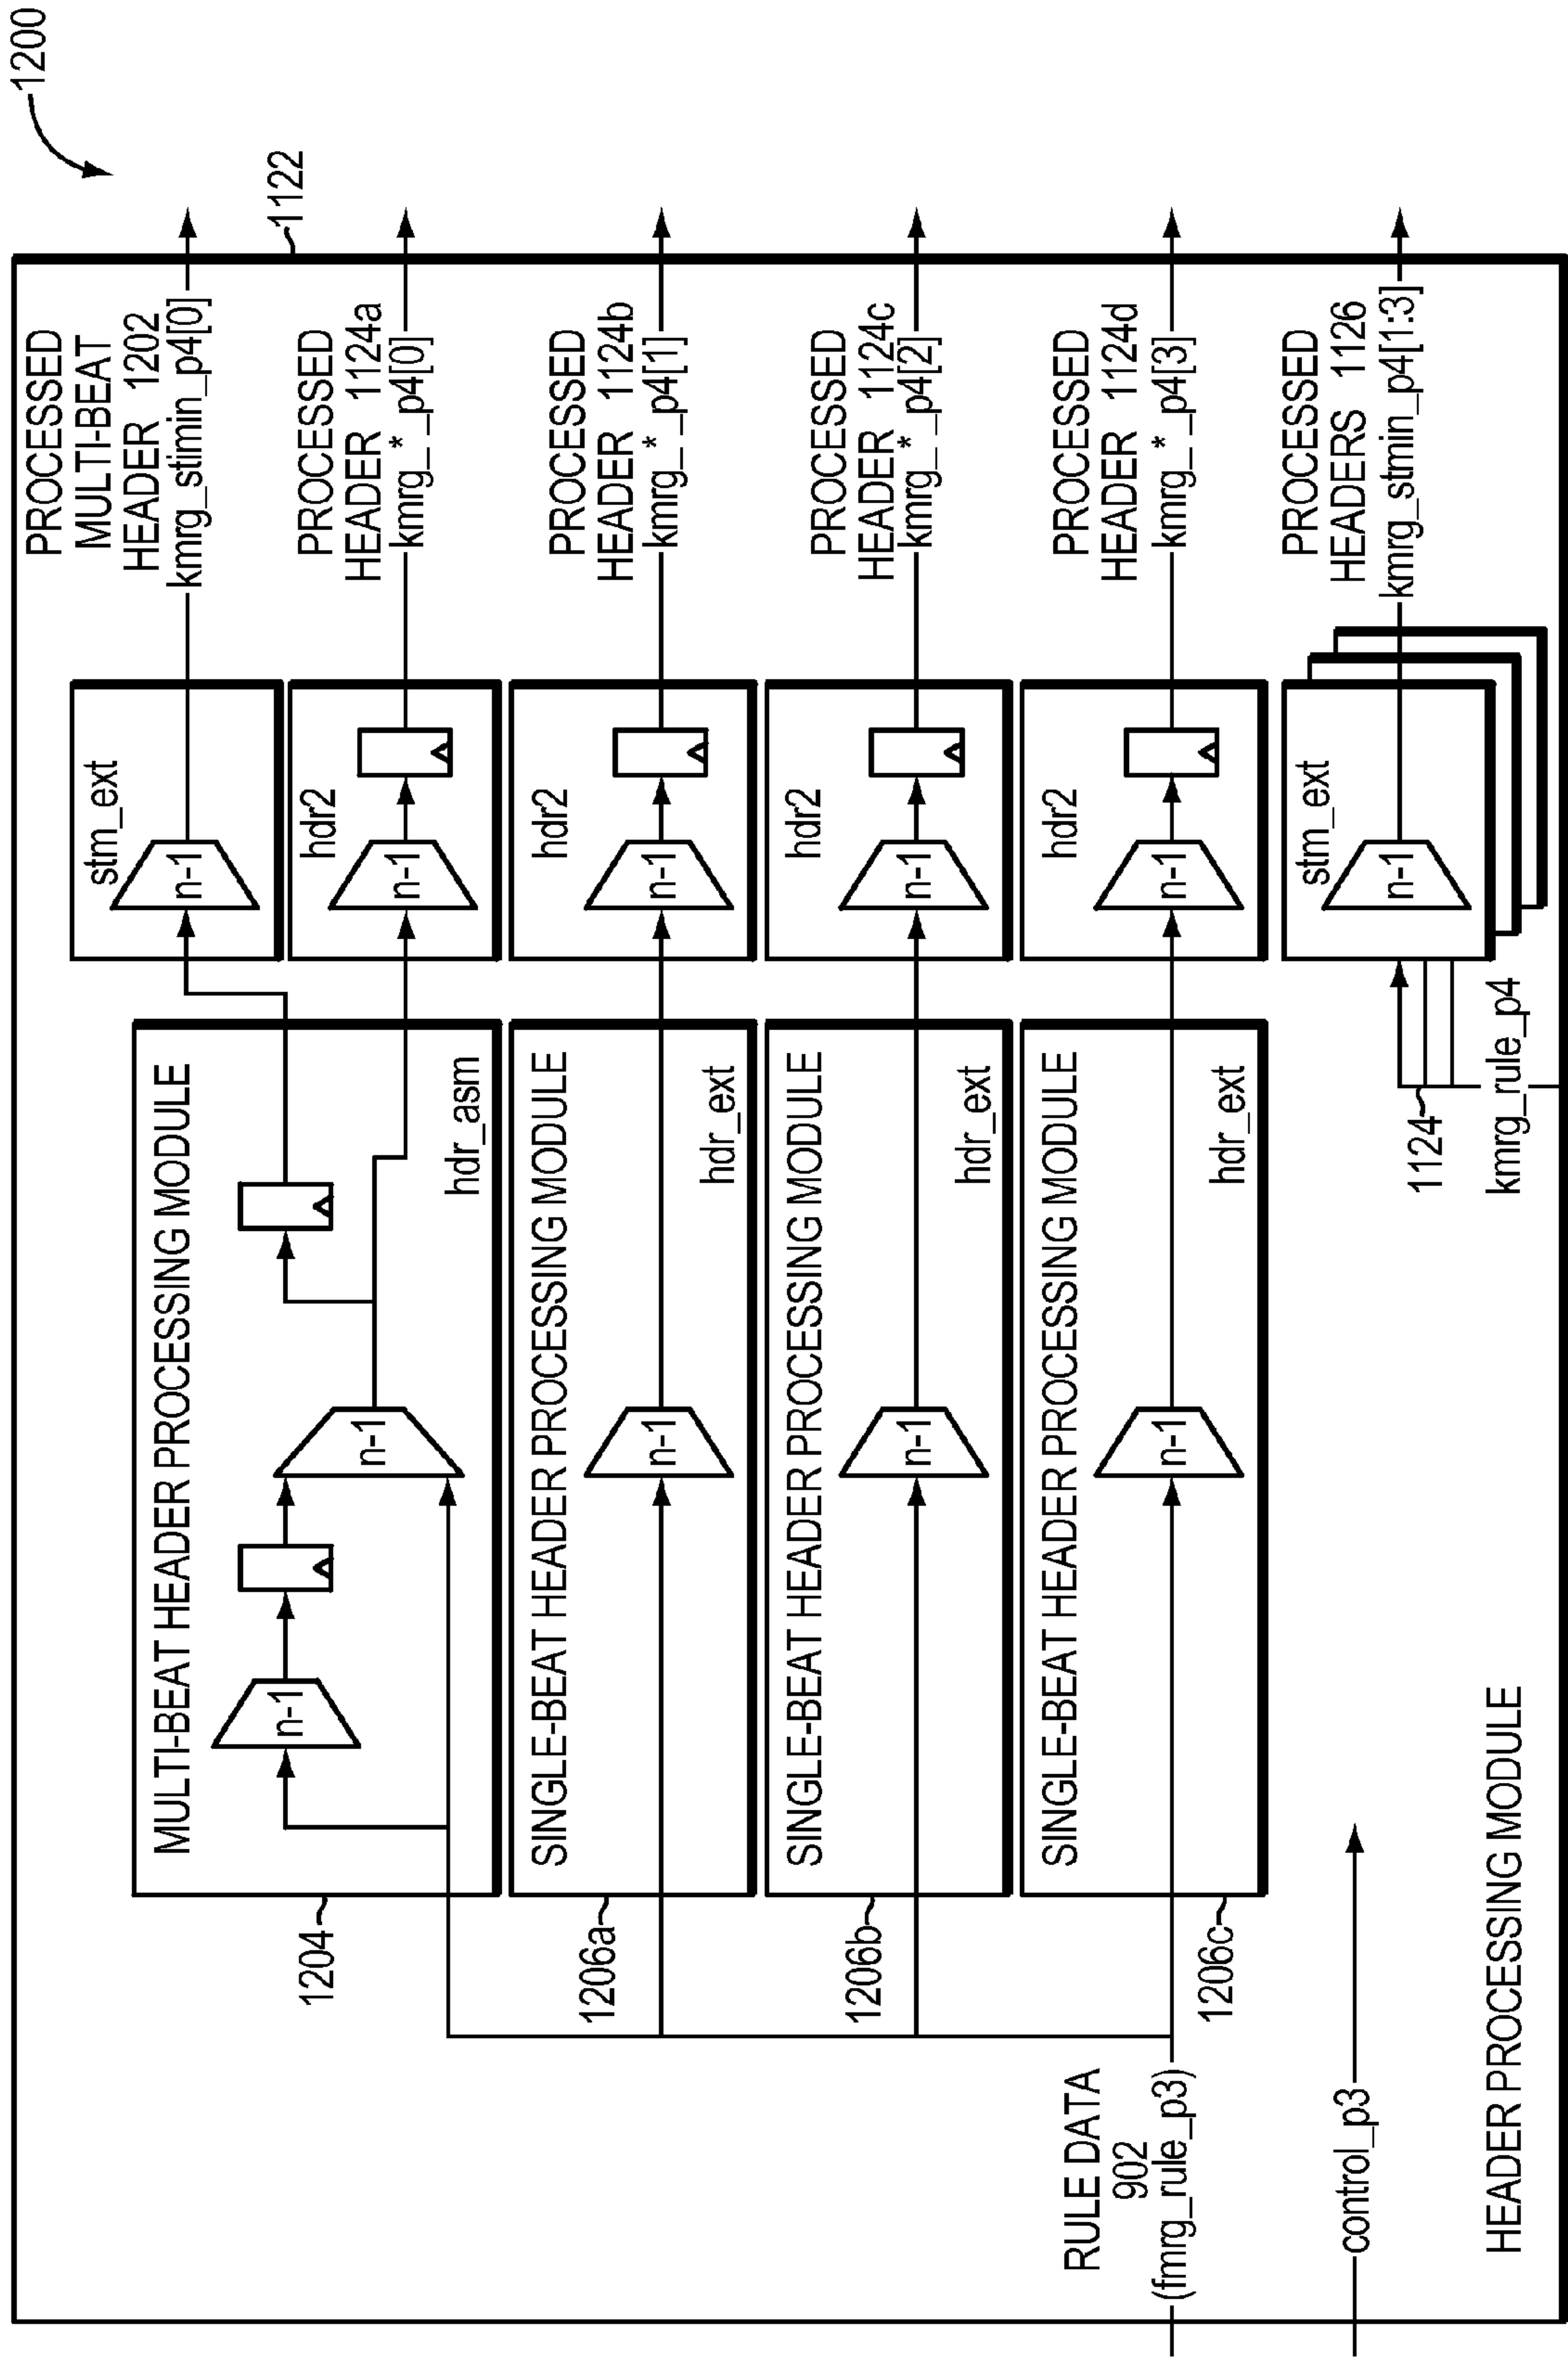 1200
1122
PROCESSED
MULTI-BEAT
HEADER 1202
kmrg_stimin_p4[0]
PROCESSED
HEADER 1124a
kmrg_*_p4[0]
PROCESSED
HEADER 1124b
kmrg_*_p4[1]
PROCESSED
HEADER 1124c
kmrg_*_p4[2]
PROCESSED
HEADER 1124d
kmrg_*_p4[3]
PROCESSED
HEADERS 1126
kmrg_stmin_p4[1:3]
stm_ext
n-1
hdr2
n-1
hdr2
n-1
hdr2
n-1
hdr2
n-1
stm_ext
n-1
1124
kmrg_rule_p4
MULTI-BEAT HEADER PROCESSING MODULE
n-1
n-1
hdr_asm
1204
SINGLE-BEAT HEADER PROCESSING MODULE
n-1
hdr_ext
1206a
SINGLE-BEAT HEADER PROCESSING MODULE
n-1
hdr_ext
1206b
SINGLE-BEAT HEADER PROCESSING MODULE
n-1
hdr_ext
1206c
RULE DATA
902
(fmrg_rule_p3)
control_p3
HEADER PROCESSING MODULE